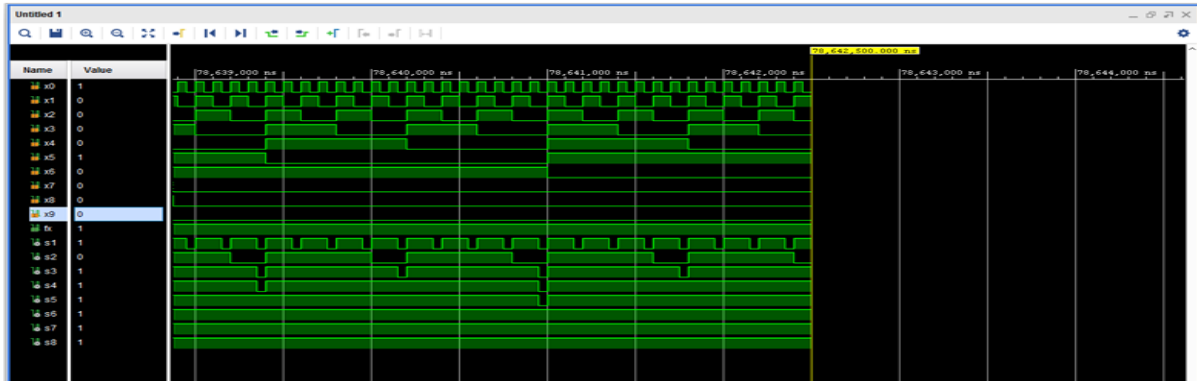 Untitled 1
78,642,500.000 ns
Name Value
78,639,000 ns 78,640,000 ns 78,641,000 ns 78,642,000 ns 78,643,000 ns 78,644,000 ns
x0 1
x1 0
x2 0
x3 0
x4 0
x5 1
x6 0
x7 0
x8 0
x9 0
fx 1
s1 1
s2 0
s3 1
s4 1
s5 1
s6 1
s7 1
s8 1